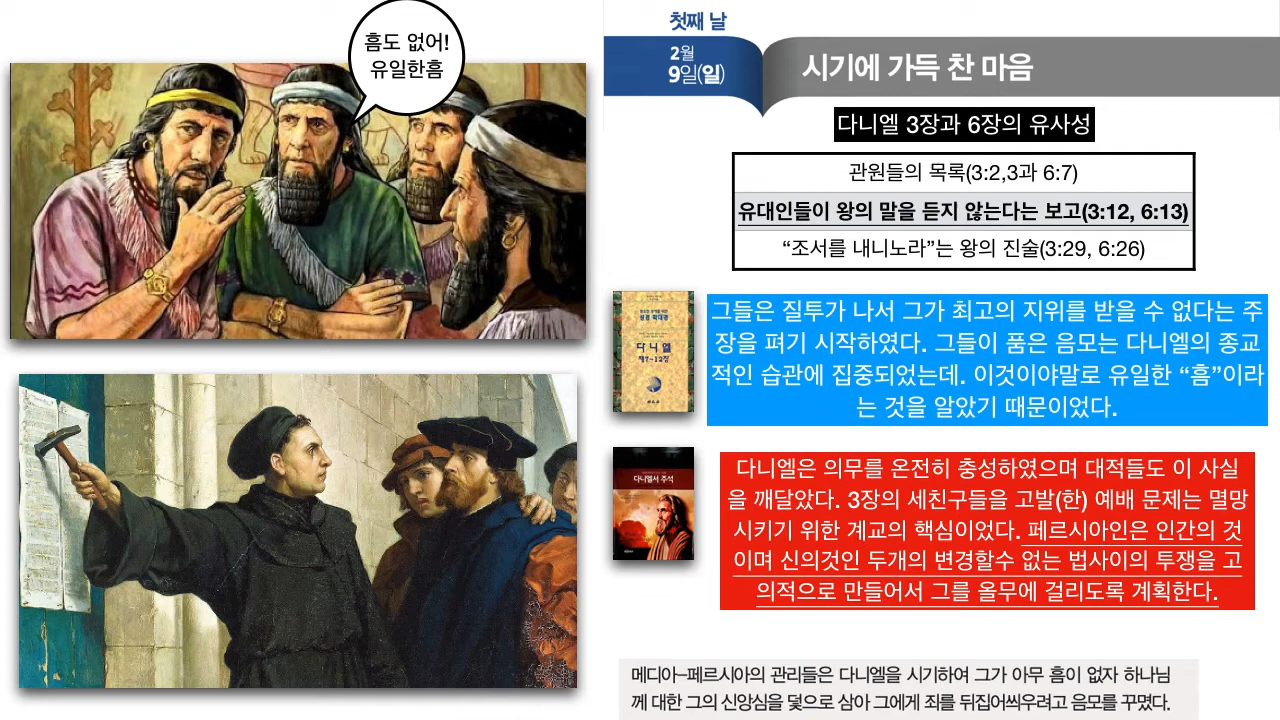 흠도 없어!
유일한흠
첫째 날
2월
9일(일)
시기에 가득 찬 마음
다니엘 3장과 6장의 유사성
관원들의 목록(3:2,3과 6:7)
유대인들이 왕의 말을 듣지 않는다는 보고(3:12, 6:13)
“조서를 내니노라”는 왕의 진술(3:29, 6:26)
그들은 질투가 나서 그가 최고의 지위를 받을 수 없다는 주
장을 펴기 시작하였다. 그들이 품은 음모는 다니엘의 종교
적인 습관에 집중되었는데. 이것이야말로 유일한 “흠”이라
는 것을 알았기 때문이었다.
다니엘
제7-12장
다니엘은 의무를 온전히 충성하였으며 대적들도 이 사실
을 깨달았다. 3장의 세친구들을 고발(한) 예배 문제는 멸망
시키기 위한 계교의 핵심이었다. 페르시아인은 인간의 것
이며 신의것인 두개의 변경할수 없는 법사이의 투쟁을 고
의적으로 만들어서 그를 올무에 걸리도록 계획한다.
다니엘서 주석
메디아-페르시아의 관리들은 다니엘을 시기하여 그가 아무 흠이 없자 하나님
께 대한 그의 신앙심을 덫으로 삼아 그에게 죄를 뒤집어씌우려고 음모를 꾸몄다.